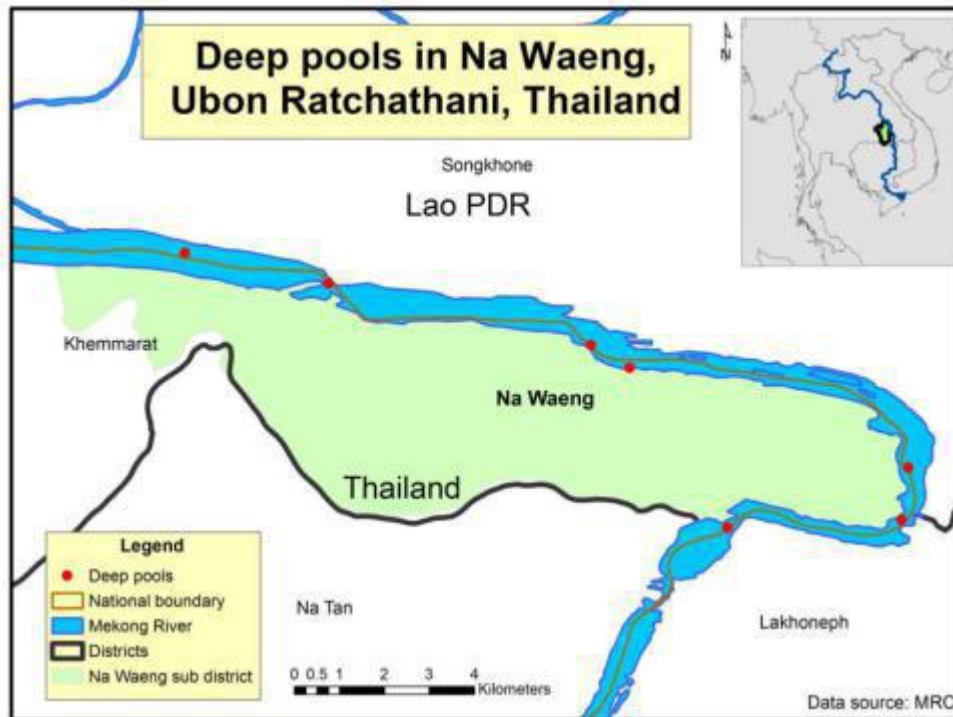 Deep pools in Na Waeng,
Ubon Ratchathani, Thailand
N
Songkhone
Lao PDR
Khemmarat
Na Waeng
Thailand
Legend
Deep pools
National boundary
Mekong River
Districts
Na Waeng sub district
Na Tan
Lakhoneph
0 0.5 1 2 3 4
Kilometers
Data source: MRC